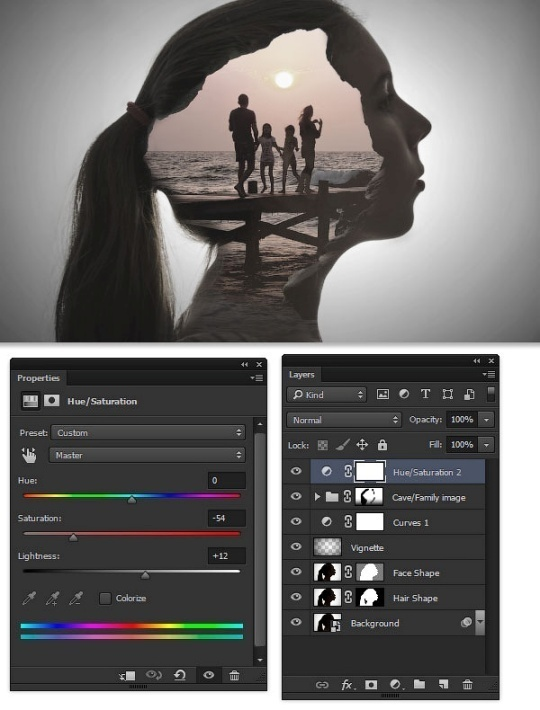 Properties
Hue/Saturation
Preset: Custom
Master
Hue: 0
Saturation: -54
Lightness: +12
Colorize
Layers
Kind
Normal Opacity: 100%
Lock: Fill: 100%
Hue/Saturation 2
Cave/Family image
Curves 1
Vignette
Face Shape
Hair Shape
Background
fx